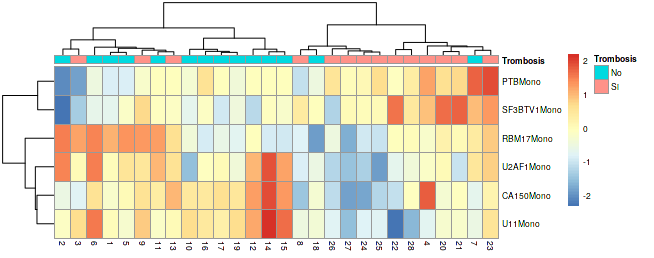 Trombosis
PTBMono
SF3BTV1Mono
RBM17Mono
U2AF1Mono
CA150Mono
U11Mono
2 3 6 1 5 9 11 13 10 16 17 19 12 14 15 8 18 26 27 24 25 22 28 4 20 21 7 23
2
1
0
-1
-2
Trombosis
No
SI